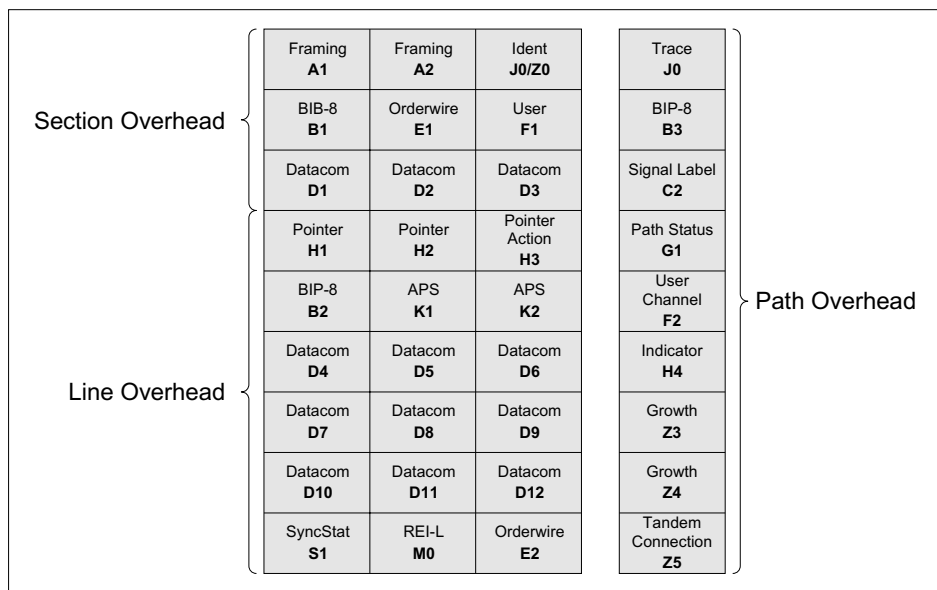 Framing Framing Ident Trace
A1 A2 J0/Z0 J0
BIB-8 Orderwire User BIP-8
B1 E1 F1 B3
Section Overhead
Datacom Datacom Datacom Signal Label
D1 D2 D3 C2
Pointer Pointer Pointer Action Path Status
H1 H2 H3 G1
BIP-8 APS APS User Channel
B2 K1 K2 F2
Path Overhead
Datacom Datacom Datacom Indicator
D4 D5 D6 H4
Line Overhead
Datacom Datacom Datacom Growth
D7 D8 D9 Z3
Datacom Datacom Datacom Growth
D10 D11 D12 Z4
SyncStat REI-L Orderwire Tandem Connection
S1 M0 E2 Z5